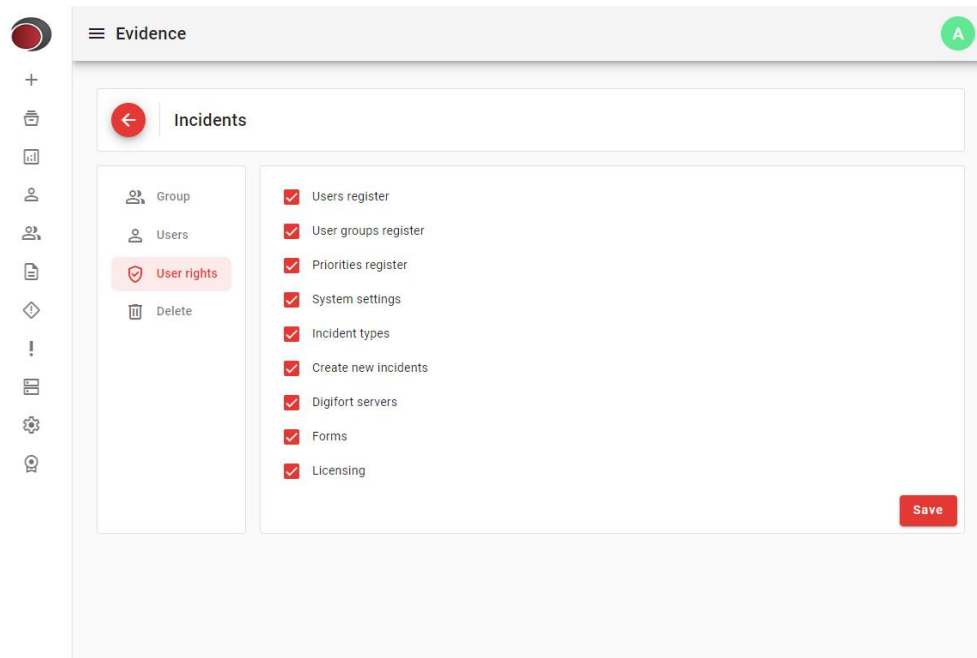 Evidence
A
Incidents
Group
Users
User rights
Delete
Users register
User groups register
Priorities register
System settings
Incident types
Create new incidents
Digifort servers
Forms
Licensing
Save